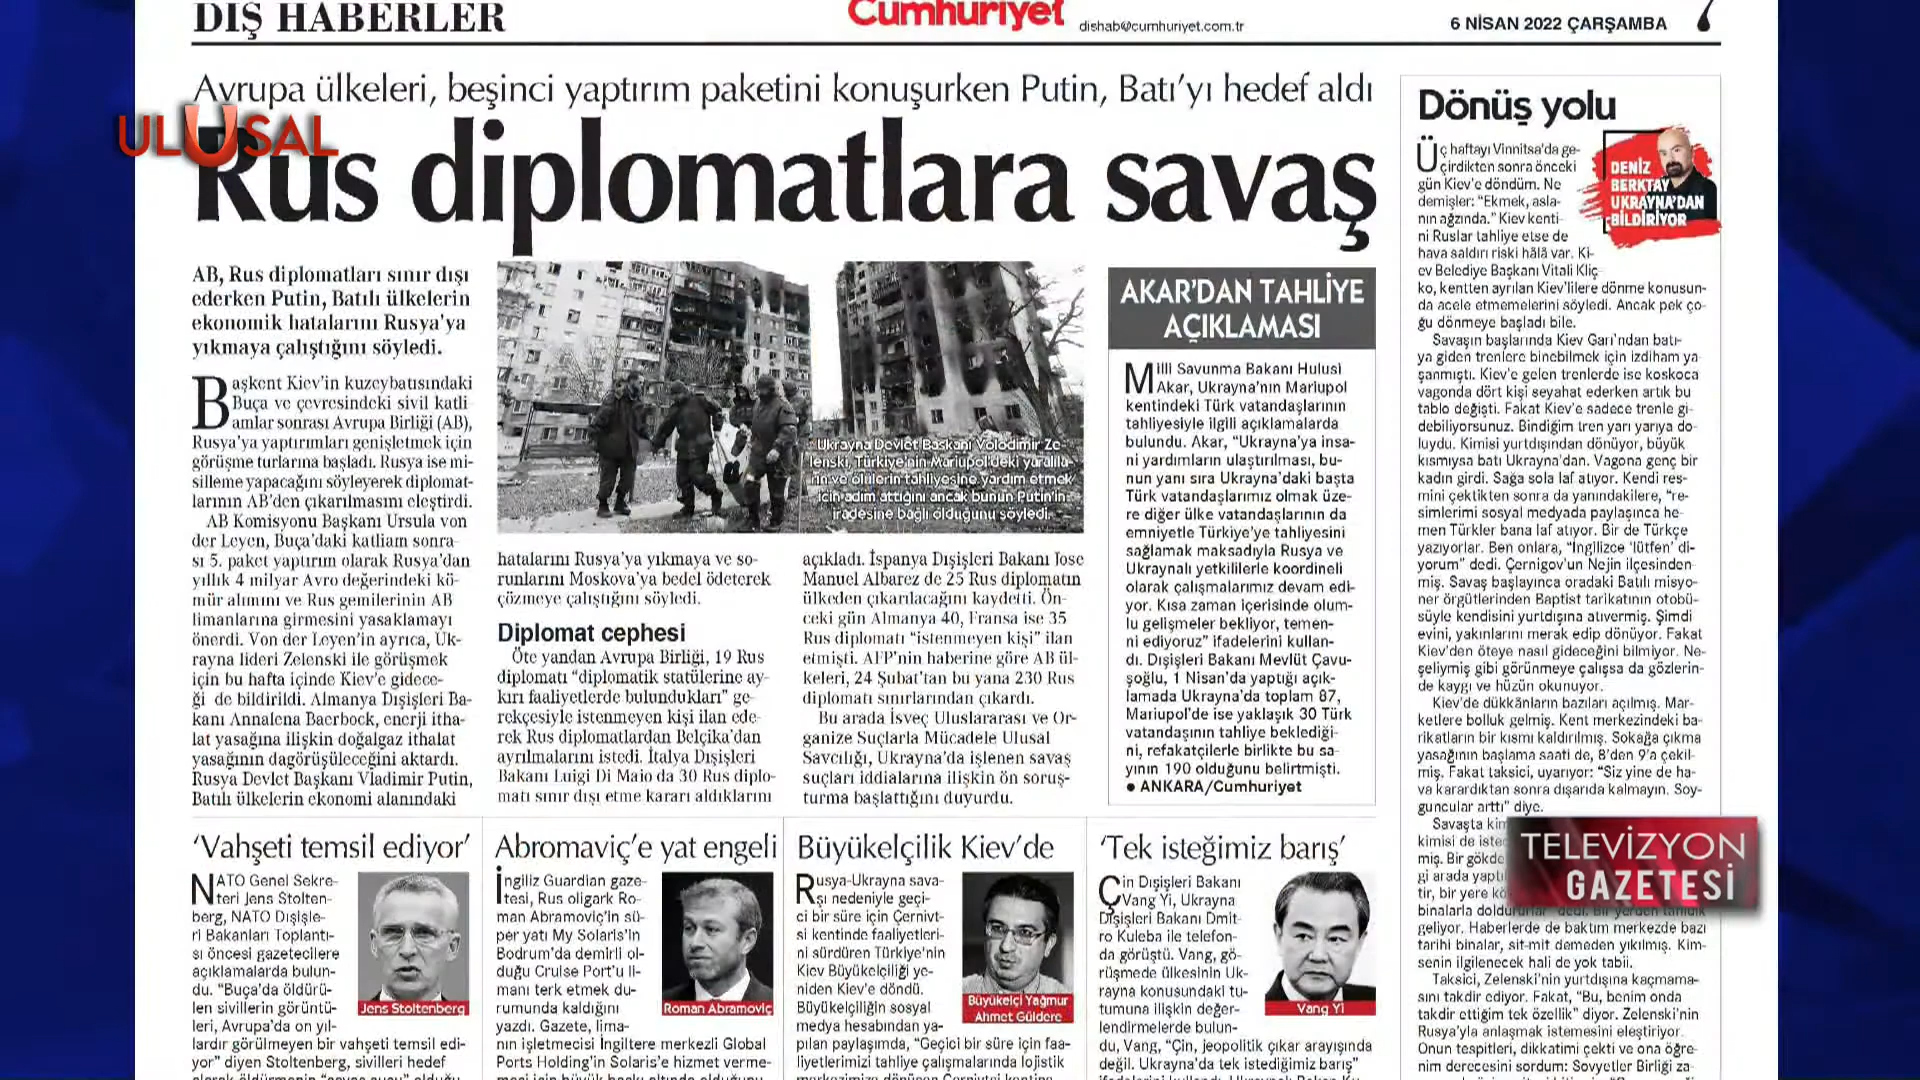 DIŞ HABERLER
Cumhuriyet
dishab@cumhuriyet.com.tr
6 NİSAN 2022 ÇARŞAMBA
7
Avrupa ülkeleri, beşinci yaptırım paketini konuşurken Putin, Batı'yı hedef aldı
ULUSAL
Rus diplomatlara savaş
AB, Rus diplomatları sınır dışı
ederken Putin, Batılı ülkelerin
ekonomik hatalarını Rusya'ya
yıkmaya çalıştığını söyledi.
Başkent Kiev'in kuzeybatısındaki
Buça ve çevresindeki sivil katli-
amlar sonrası Avrupa Birliği (AB),
Rusya'ya yaptırımları genişletmek için
görüşme turlarına başladı. Rusya ise mi-
silleme yapacağını söyleyerek diplomat-
larının AB'den çıkarılmasını eleştirdi.
AB Komisyonu Başkanı Ursula von
der Leyen, Buça'daki katliam sonra-
sı 5. paket yaptırım olarak Rusya'dan
yıllık 4 milyar Avro değerindeki kö-
mür alımını ve Rus gemilerinin AB
limanlarına girmesini yasaklamayı
önerdi. Von der Leyen'in ayrıca, Uk-
rayna lideri Zelenski ile görüşmek
için bu hafta içinde Kiev'e gidece-
ği de bildirildi. Almanya Dışişleri Ba-
kanı Annalena Baerbock, enerji itha-
lat yasağına ilişkin doğalgaz ithalat
yasağının dagörüşüleceğini aktardı.
Rusya Devlet Başkanı Vladimir Putin,
Batılı ülkelerin ekonomi alanındaki
Ukrayna Devlet Başkanı Volodimir Ze-
lenski, Türkiye'nin Mariupol'deki yaralıla-
rın ve ölülerin tahliyesine yardım etmek
için adım attığını ancak bunun Putin'in
iradesine bağlı olduğunu söyledi.
hatalarını Rusya'ya yıkmaya ve so-
runlarını Moskova'ya bedel ödeterek
çözmeye çalıştığını söyledi.
Diplomat cephesi
Öte yandan Avrupa Birliği, 19 Rus
diplomatı “diplomatik statülerine ay-
kırı faaliyetlerde bulundukları” ge-
rekçesiyle istenmeyen kişi ilan ede-
rek Rus diplomatlardan Belçika'dan
ayrılmalarını istedi. İtalya Dışişleri
Bakanı Luigi Di Maio da 30 Rus diplo-
matı sınır dışı etme kararı aldıklarını
açıkladı. İspanya Dışişleri Bakanı Jose
Manuel Albarez de 25 Rus diplomatın
ülkeden çıkarılacağını kaydetti. Ön-
ceki gün Almanya 40, Fransa ise 35
Rus diplomatı “istenmeyen kişi” ilan
etmişti. AFP'nin haberine göre AB ül-
keleri, 24 Şubat'tan bu yana 230 Rus
diplomatı sınırlarından çıkardı.
Bu arada İsveç Uluslararası ve Or-
ganize Suçlarla Mücadele Ulusal
Savcılığı, Ukrayna'da işlenen savaş
suçları iddialarına ilişkin ön soruş-
turma başlattığını duyurdu.
AKAR'DAN TAHLİYE
AÇIKLAMASI
Milli Savunma Bakanı Hulusi
Akar, Ukrayna'nın Mariupol
kentindeki Türk vatandaşlarının
tahliyesiyle ilgili açıklamalarda
bulundu. Akar, “Ukrayna'ya insa-
ni yardımların ulaştırılması, bu-
nun yanı sıra Ukrayna'daki başta
Türk vatandaşlarımız olmak üze-
re diğer ülke vatandaşlarının da
emniyetle Türkiye'ye tahliyesini
sağlamak maksadıyla Rusya ve
Ukraynalı yetkililerle koordineli
olarak çalışmalarımız devam edi-
yor. Kısa zaman içerisinde olum-
lu gelişmeler bekliyor, temen-
ni ediyoruz” ifadelerini kullan-
dı. Dışişleri Bakanı Mevlüt Çavu-
şoğlu, 1 Nisan'da yaptığı açık-
lamada Ukrayna'da toplam 87,
Mariupol'de ise yaklaşık 30 Türk
vatandaşının tahliye beklediği-
ni, refakatçilerle birlikte bu sa-
yının 190 olduğunu belirtmişti.
● ANKARA/Cumhuriyet
Dönüş yolu
DENİZ
BERKTAY
UKRAYNA'DAN
BİLDİRİYOR
Üç haftayı Vinnitsa'da ge-
çirdikten sonra önceki
gün Kiev'e döndüm. Ne
demişler: “Ekmek, asla-
nın ağzında.” Kiev kenti-
ni Ruslar tahliye etse de
hava saldırı riski hâlâ var. Ki-
ev Belediye Başkanı Vitali Kliç-
ko, kentten ayrılan Kiev'lilere dönme konusun-
da acele etmemelerini söyledi. Ancak pek ço-
ğu dönmeye başladı bile.
Savaşın başlarında Kiev Garı'ndan batı-
ya giden trenlere binebilmek için izdiham ya-
şanmıştı. Kiev'e gelen trenlerde ise koskoca
vagonda dört kişi seyahat ederken artık bu
tablo değişti. Fakat Kiev'e sadece trenle gi-
debiliyorsunuz. Bindiğim tren yarı yarıya do-
luydu. Kimisi yurtdışından dönüyor, büyük
kısmıysa batı Ukrayna'dan. Vagona genç bir
kadın girdi. Sağa sola laf atıyor. Kendi res-
mini çektikten sonra da yanındakilere, “re-
simlerimi sosyal medyada paylaşınca he-
men Türkler bana laf atıyor. Bir de Türkçe
yazıyorlar. Ben onlara, “İngilizce 'lütfen' di-
yorum” dedi. Çernigov'un Nejin ilçesinden-
miş. Savaş başlayınca oradaki Batılı misyo-
ner örgütlerinden Baptist tarikatının otobü-
süyle kendisini yurtdışına atıvermiş. Şimdi
evini, yakınlarını merak edip dönüyor. Fakat
Kiev'den öteye nasıl gideceğini bilmiyor. Ne-
şeliymiş gibi görünmeye çalışsa da gözlerin-
de kaygı ve hüzün okunuyor.
Kiev'de dükkânların bazıları açılmış. Mar-
ketlere bolluk gelmiş. Kent merkezindeki ba-
rikatların bir kısmı kaldırılmış. Sokağa çıkma
yasağının başlama saati de, 8'den 9'a çekil-
miş. Fakat taksici, uyarıyor: “Siz yine de ha-
va karardıktan sonra dışarıda kalmayın. Soy-
guncular arttı” diye.
Savaşta
kimisi de
miş. Bir gökde
gi arada
tir, bir yere
binalarla
geliyor. Haberlerde de baktım merkezde bazı
tarihi binalar, sit-mit demeden yıkılmış. Kim-
senin ilgilenecek hali de yok tabii.
Taksici, Zelenski'nin yurtdışına kaçmama-
sını takdir ediyor. Fakat, “Bu, benim onda
takdir ettiğim tek özellik” diyor. Zelenski'nin
Rusya'yla anlaşmak istemesini eleştiriyor.
Onun tespitleri, dikkatimi çekti ve ona öğre-
nim derecesini sordum: Sovyetler Birliği za-
TELEVİZYON
GAZETESİ
‘Vahşeti temsil ediyor’
NATO Genel Sekre-
teri Jens Stolten-
berg, NATO Dışişle-
ri Bakanları Toplantı-
sı öncesi gazetecilere
açıklamalarda bulun-
du. “Buça'da öldürü-
len sivillerin görüntü-
leri, Avrupa'da on yıl-
lardır görülmeyen bir vahşeti temsil edi-
yor” diyen Stoltenberg, sivilleri hedef
Jens Stoltenberg
Abromaviç'e yat engeli
İngiliz Guardian gaze-
tesi, Rus oligark Ro-
man Abramoviç'in sü-
per yatı My Solaris'in
Bodrum'da demirli ol-
duğu Cruise Port'u li-
manı terk etmek du-
rumunda kaldığını
yazdı. Gazete, lima-
nın işletmecisi İngiltere merkezli Global
Ports Holding'in Solaris'e hizmet verme-
Roman Abramoviç
Büyükelçilik Kiev'de
Rusya-Ukrayna sava-
şı nedeniyle geçi-
ci bir süre için Çernivt-
si kentinde faaliyetleri-
ni sürdüren Türkiye'nin
Kiev Büyükelçiliği ye-
niden Kiev'e döndü.
Büyükelçiliğin sosyal
medya hesabından ya-
pılan paylaşımda, “Geçici bir süre için faa-
liyetlerimizi tahliye çalışmalarında lojistik
Büyükelçi Yağmur
Ahmet Güldere
‘Tek isteğimiz barış’
Çin Dışişleri Bakanı
Vang Yi, Ukrayna
Dışişleri Bakanı Dmit-
ro Kuleba ile telefon-
da görüştü. Vang, gö-
rüşmede ülkesinin Uk-
rayna konusundaki tu-
tumuna ilişkin değer-
lendirmelerde bulun-
du, Vang, “Çin, jeopolitik çıkar arayışında
değil. Ukrayna'da tek istediğimiz barış”
Vang Yi